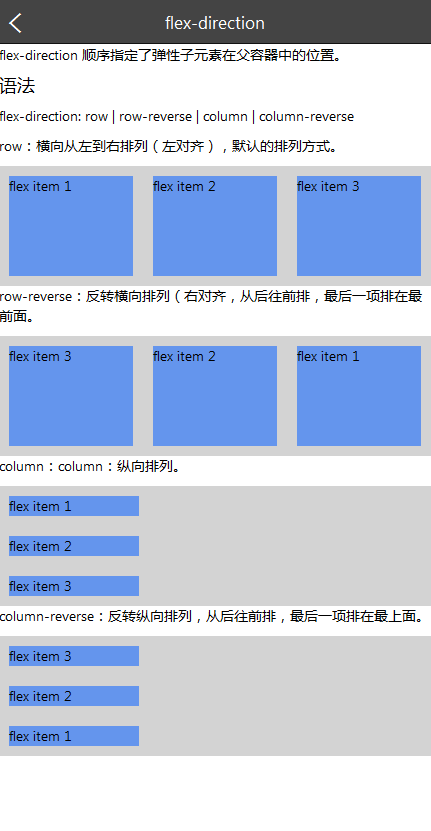 flex-direction
flex-direction 顺序指定了弹性子元素在父容器中的位置。
语法
flex-direction: row | row-reverse | column | column-reverse
row：横向从左到右排列（左对齐），默认的排列方式。
flex item 1 flex item 2 flex item 3
row-reverse：反转横向排列（右对齐，从后往前排，最后一项排在最
前面。
flex item 3 flex item 2 flex item 1
column：column：纵向排列。
flex item 1
flex item 2
flex item 3
column-reverse：反转纵向排列，从后往前排，最后一项排在最上面。
flex item 3
flex item 2
flex item 1